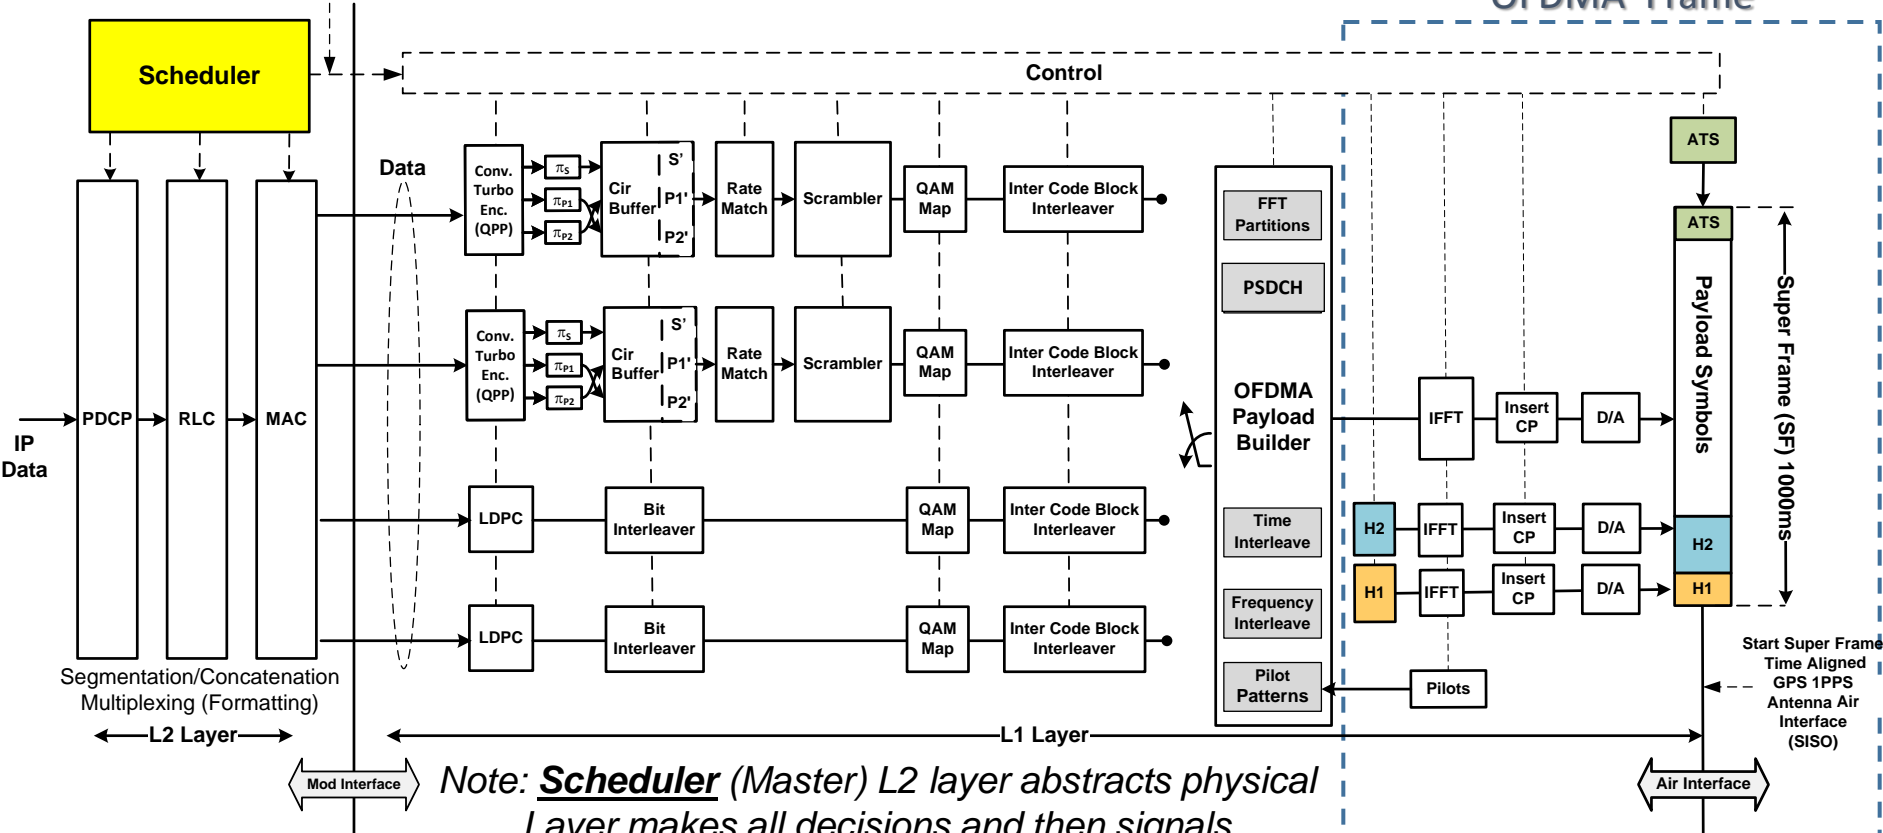 OFDMA Frame
Scheduler
Control
ATS
Data
Conv.
Turbo
Enc.
(QPP)
πS
πP1
πP2
Cir
Buffer
S'
P1'
P2'
Rate
Match
Scrambler
QAM
Map
Inter Code Block
Interleaver
FFT
Partitions
PSDCH
ATS
Payload Symbols
Super Frame (SF) 1000ms
Conv.
Turbo
Enc.
(QPP)
πS
πP1
πP2
Cir
Buffer
S'
P1'
P2'
Rate
Match
Scrambler
QAM
Map
Inter Code Block
Interleaver
OFDMA
Payload
Builder
IFFT
Insert
CP
D/A
IP
Data
PDCP
RLC
MAC
LDPC
Bit
Interleaver
QAM
Map
Inter Code Block
Interleaver
Time
Interleave
H2
IFFT
Insert
CP
D/A
H2
H1
IFFT
Insert
CP
D/A
H1
LDPC
Bit
Interleaver
QAM
Map
Inter Code Block
Interleaver
Frequency
Interleave
Pilot
Patterns
Pilots
Start Super Frame
Time Aligned
GPS 1PPS
Antenna Air
Interface
(SISO)
Segmentation/Concatenation
Multiplexing (Formatting)
L2 Layer
L1 Layer
Mod Interface
Air Interface
Note: Scheduler (Master) L2 layer abstracts physical
Layer makes all decisions and then signals